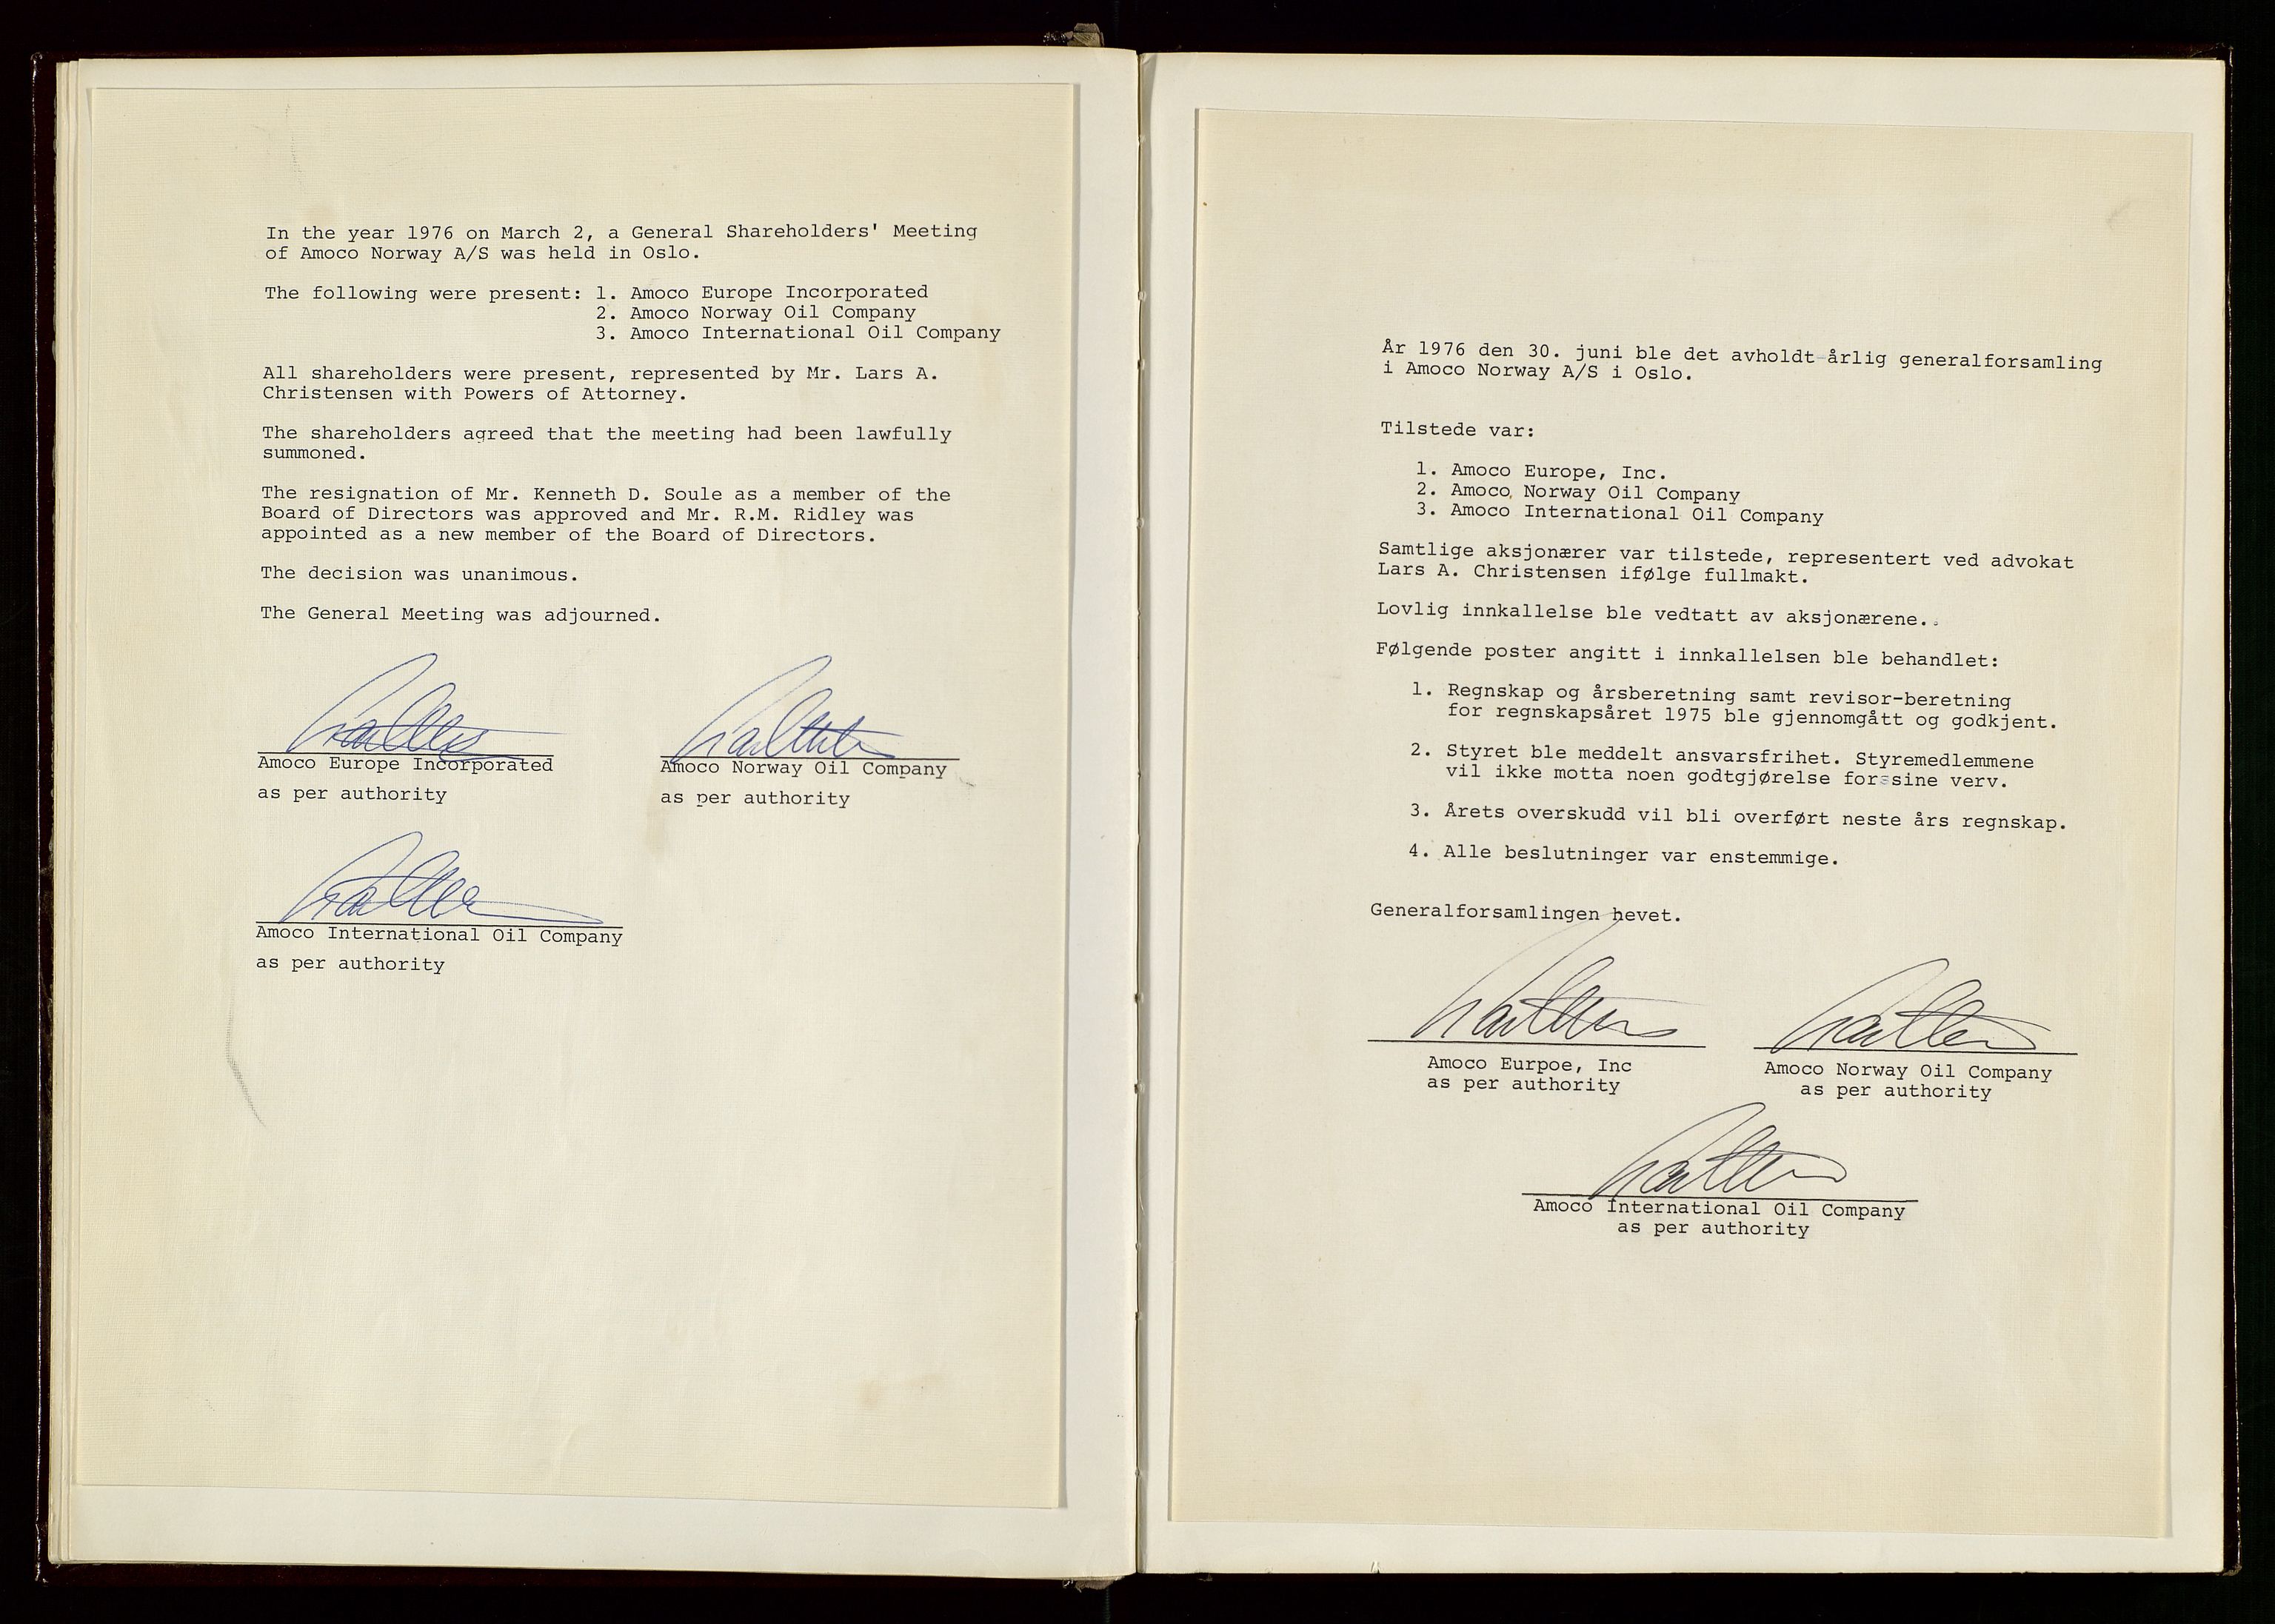 In the year 1976 on March 2, a General Shareholders' Meeting
of Amoco Norway A/S was held in Oslo.
The following were present: 1. Amoco Europe Incorporated
2. Amoco Norway Oil Company
3. Amoco International Oil Company
All shareholders were present, represented by Mr. Lars A.
Christensen with Powers of Attorney.
The shareholders agreed that the meeting had been lawfully
summoned.
The resignation of Mr. Kenneth D. Soule as a member of the
Board of Directors was approved and Mr. R.M. Ridley was
appointed as a new member of the Board of Directors.
The decision was unanimous.
The General Meeting was adjourned.
Amoco Europe Incorporated
as per authority
Amoco Norway Oil Company
as per authority
Amoco International Oil Company
as per authority
År 1976 den 30. juni ble det avholdt årlig generalforsamling
i Amoco Norway A/S i Oslo.
Tilstede var:
1. Amoco Europe, Inc.
2. Amoco Norway Oil Company
3. Amoco International Oil Company
Samtlige aksjonærer var tilstede, representert ved advokat
Lars A. Christensen ifølge fullmakt.
Lovlig innkallelse ble vedtatt av aksjonærene.
Følgende poster angitt i innkallelsen ble behandlet:
1. Regnskap og årsberetning samt revisor-beretning
for regnskapsåret 1975 ble gjennomgått og godkjent.
2. Styret ble meddelt ansvarsfrihet. Styremedlemmene
vil ikke motta noen godtgjørelse for sine verv.
3. Årets overskudd vil bli overført neste års regnskap.
4. Alle beslutninger var enstemmige.
Generalforsamlingen hevet.
Amoco Eurpoe, Inc
as per authority
Amoco Norway Oil Company
as per authority
Amoco International Oil Company
as per authority